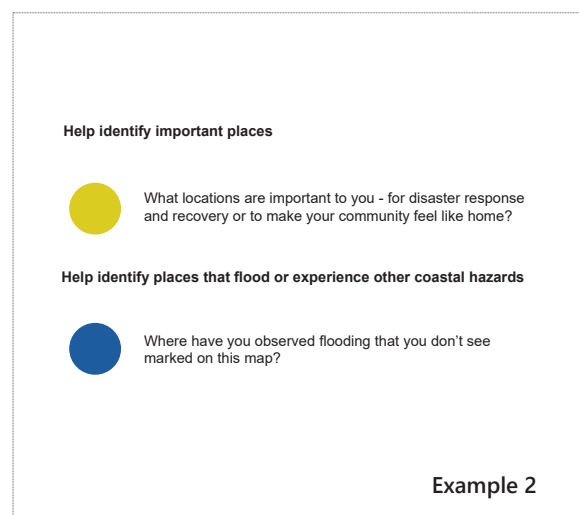 Help identify important places
What locations are important to you - for disaster response
and recovery or to make your community feel like home?
Help identify places that flood or experience other coastal hazards
Where have you observed flooding that you don’t see
marked on this map?
Example 2